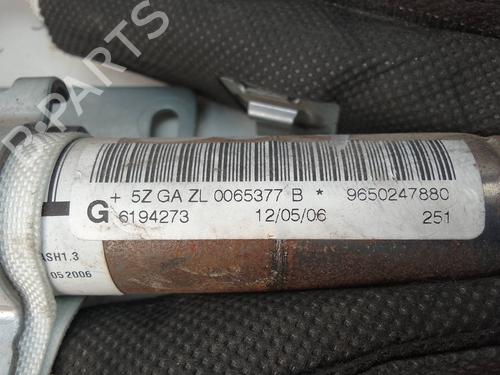 B-PARTS
+ 5Z GA ZL 0065377 B * 9650247880
G 6194273 12/05/06 251
ASH1.3
05 2006